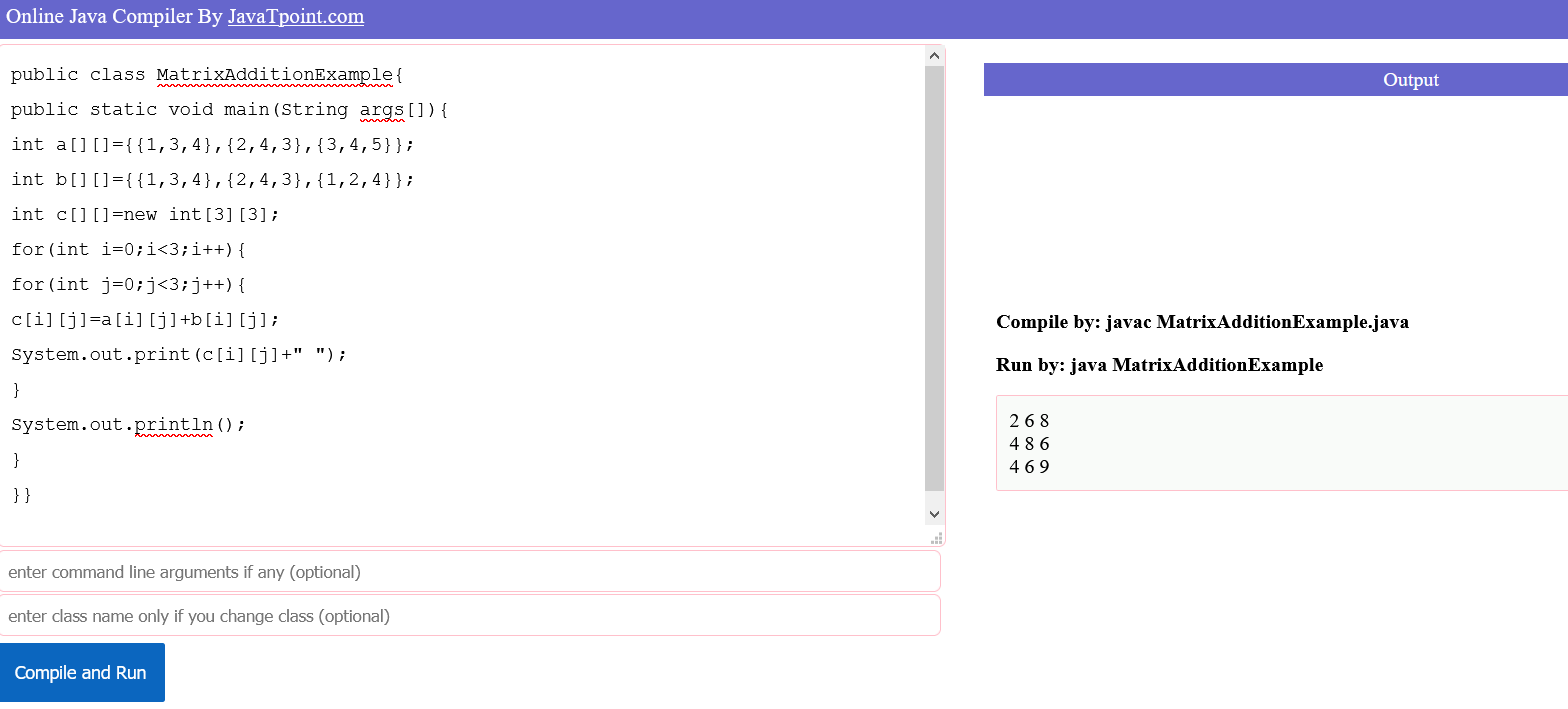 Online Java Compiler By JavaTpoint.com
public class MatrixAdditionExample{
public static void main(String args[]){
int a[][]={{1,3,4},{2,4,3},{3,4,5}};
int b[][]={{1,3,4},{2,4,3},{1,2,4}};
int c[][]=new int[3][3];
for(int i=0;i<3;i++){
for(int j=0;j<3;j++){
c[i][j]=a[i][j]+b[i][j];
System.out.print(c[i][j]+" ");
}
System.out.println();
}
}}
enter command line arguments if any (optional)
enter class name only if you change class (optional)
Compile and Run
Output
Compile by: javac MatrixAdditionExample.java
Run by: java MatrixAdditionExample
2 6 8
4 8 6
4 6 9